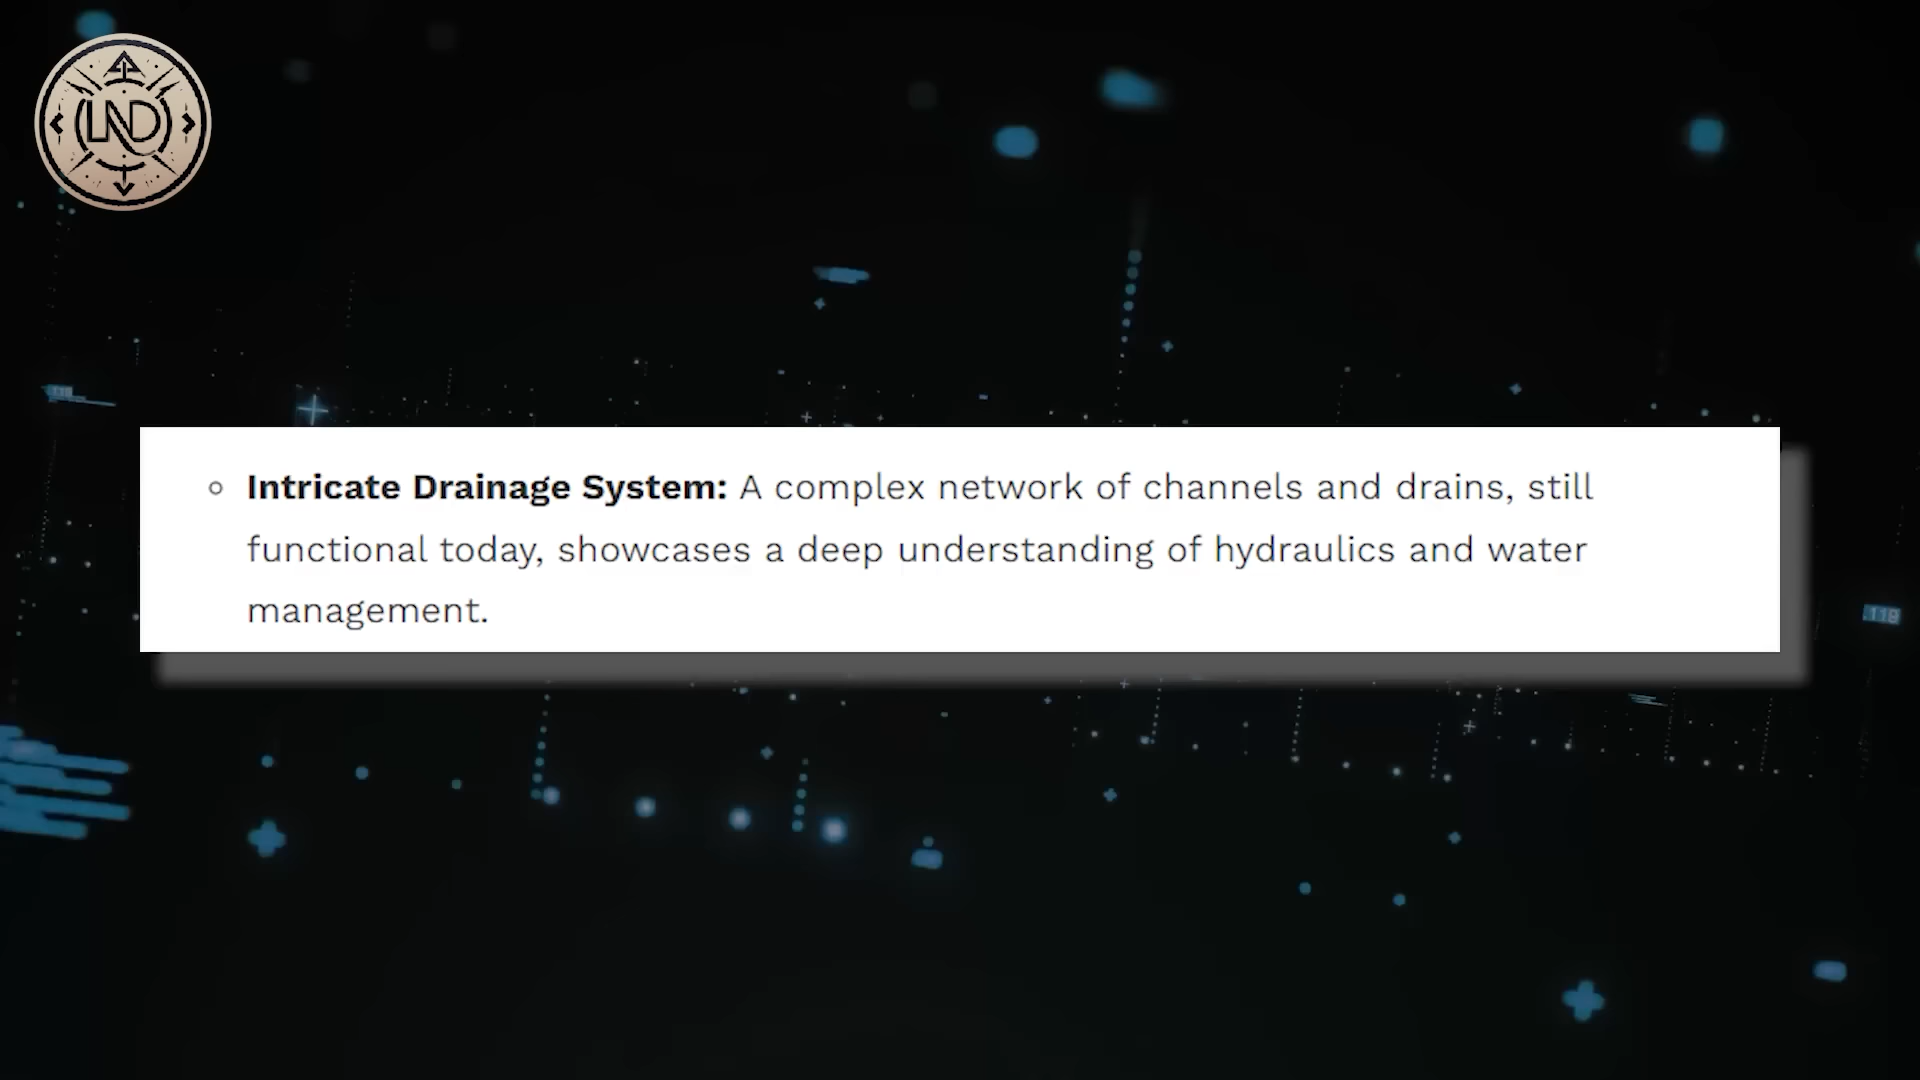 Intricate Drainage System: A complex network of channels and drains, still
functional today, showcases a deep understanding of hydraulics and water
management.